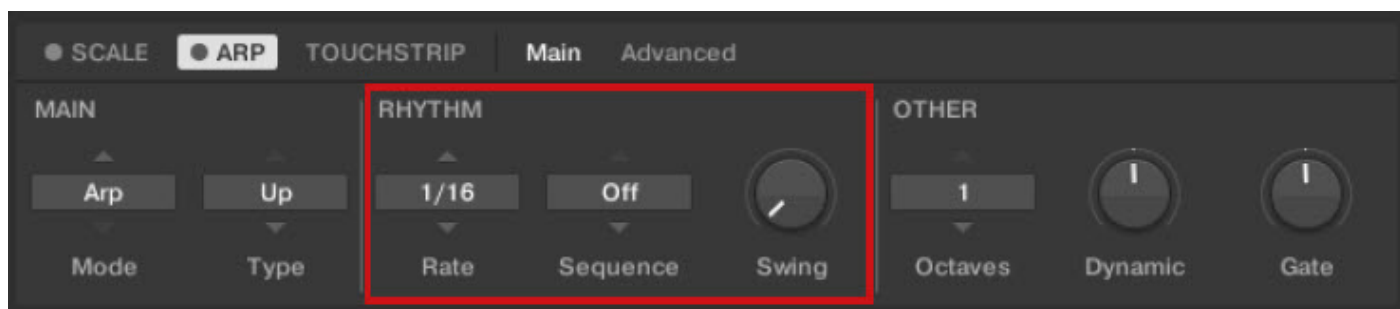 SCALE ARP TOUCHSTRIP Main Advanced
MAIN RHYTHM OTHER
Arp Up 1/16 Off 1
Mode Type Rate Sequence Swing Octaves Dynamic Gate